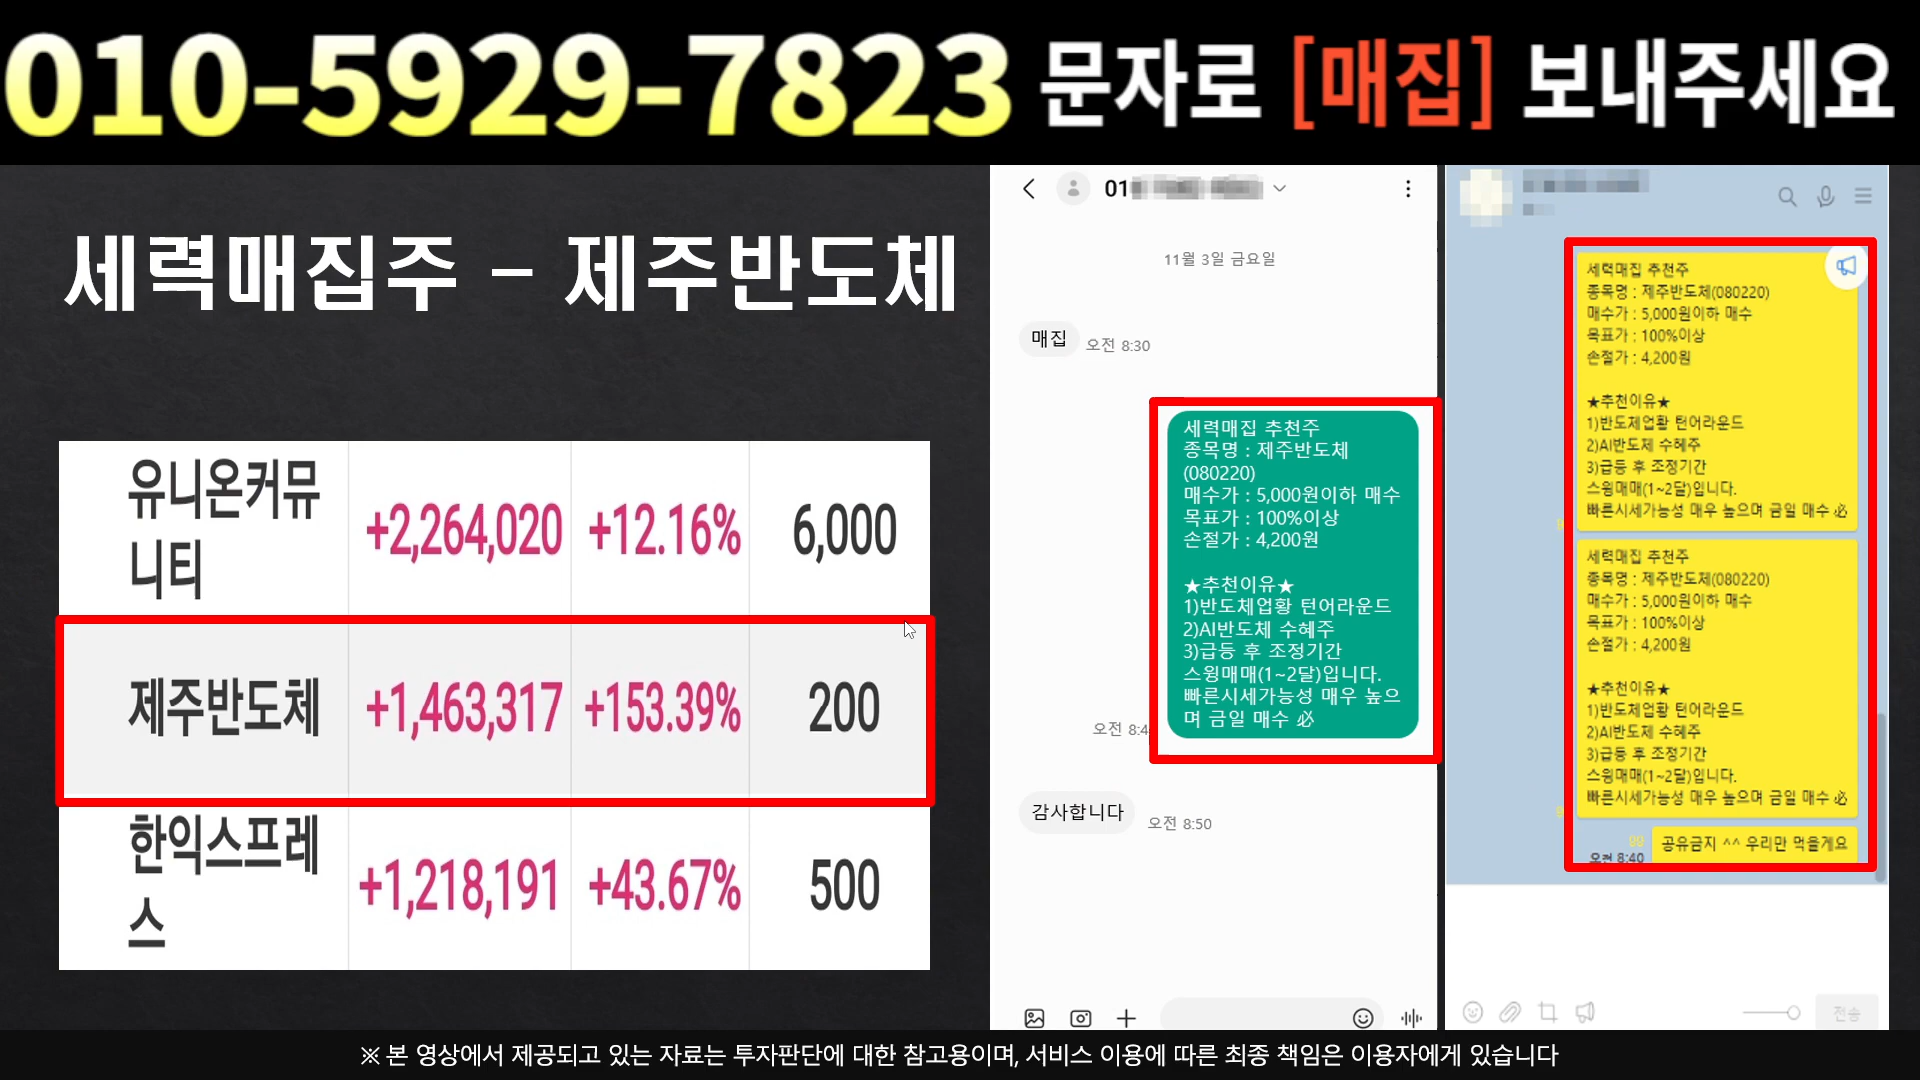 010-5929-7823 문자로 [매집] 보내주세요
세력매집주 - 제주반도체
유니온커뮤
니티
+2,264,020 +12.16% 6,000
제주반도체 +1,463,317 +153.39% 200
한익스프레
스
+1,218,191 +43.67% 500
01
11월 3일 금요일
매집 오전 8:30
세력매집 추천주
종목명 : 제주반도체
(080220)
매수가 : 5,000원이하 매수
목표가 : 100%이상
손절가 : 4,200원
★추천이유★
1)반도체업황 턴어라운드
2)AI반도체 수혜주
3)급등 후 조정기간
스윙매매(1~2달)입니다.
빠른시세가능성 매우 높으
며 금일 매수 必
오전 8:4
감사합니다 오전 8:50
세력매집 추천주
종목명 : 제주반도체(080220)
매수가 : 5,000원이하 매수
목표가 : 100%이상
손절가 : 4,200원
★추천이유★
1)반도체업황 턴어라운드
2)AI반도체 수혜주
3)급등 후 조정기간
스윙매매(1~2달)입니다.
빠른시세가능성 매우 높으며 금일 매수 必
세력매집 추천주
종목명 : 제주반도체(080220)
매수가 : 5,000원이하 매수
목표가 : 100%이상
손절가 : 4,200원
★추천이유★
1)반도체업황 턴어라운드
2)AI반도체 수혜주
3)급등 후 조정기간
스윙매매(1~2달)입니다.
빠른시세가능성 매우 높으며 금일 매수 必
오전 8:40 공유금지 ^^ 우리만 먹을게요
전송
※ 본 영상에서 제공되고 있는 자료는 투자판단에 대한 참고용이며, 서비스 이용에 따른 최종 책임은 이용자에게 있습니다